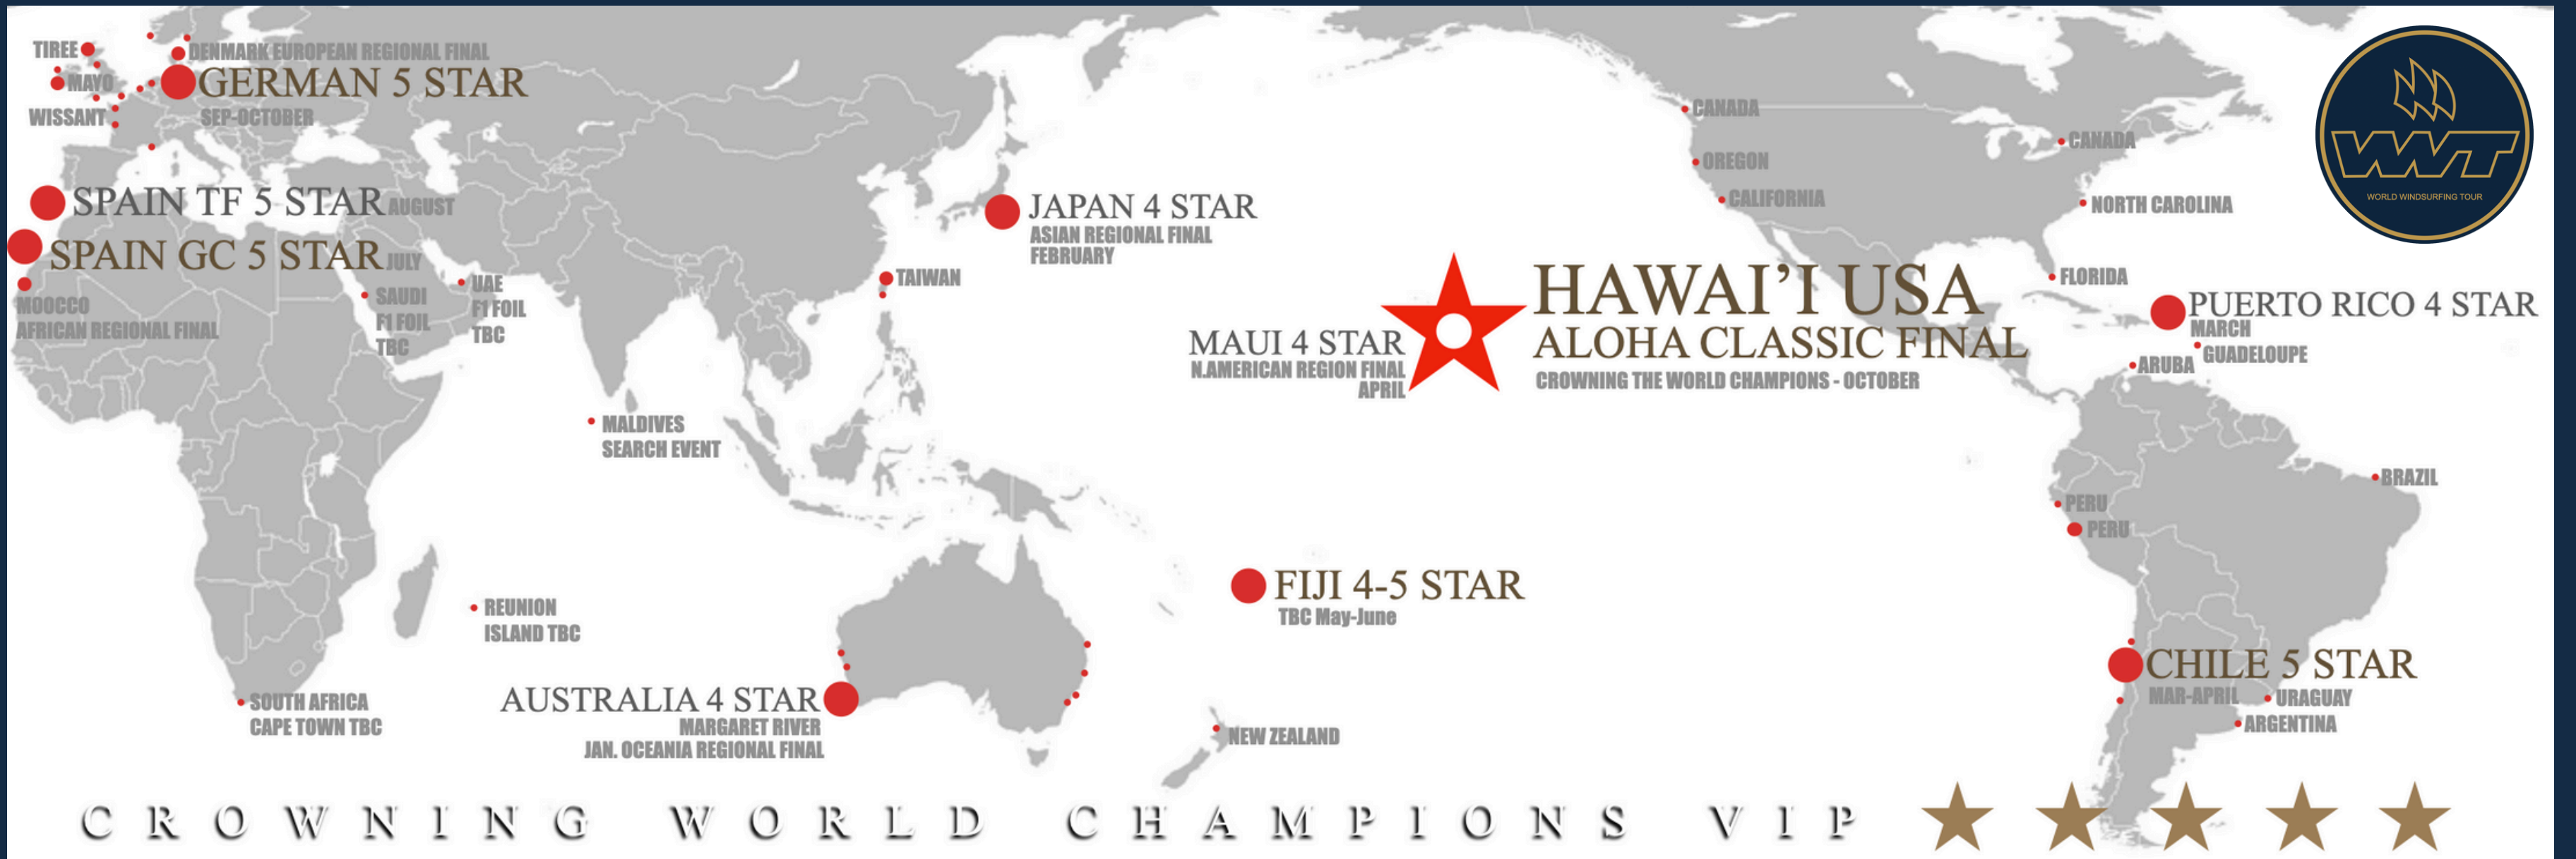 TIREE
DENMARK EUROPEAN REGIONAL FINAL
MAYO
GERMAN 5 STAR
WISSANT
SEP-OCTOBER
SPAIN TF 5 STAR AUGUST
SPAIN GC 5 STAR JULY
MOOCCO
AFRICAN REGIONAL FINAL
SAUDI
F1 FOIL
TBC
UAE
F1 FOIL
TBC
MALDIVES
SEARCH EVENT
REUNION
ISLAND TBC
SOUTH AFRICA
CAPE TOWN TBC
JAPAN 4 STAR
ASIAN REGIONAL FINAL
FEBRUARY
TAIWAN
AUSTRALIA 4 STAR
MARGARET RIVER
JAN. OCEANIA REGIONAL FINAL
NEW ZEALAND
FIJI 4-5 STAR
TBC May-June
MAUI 4 STAR
N.AMERICAN REGION FINAL
APRIL
HAWAI'I USA
ALOHA CLASSIC FINAL
CROWNING THE WORLD CHAMPIONS - OCTOBER
CANADA
OREGON
CALIFORNIA
CANADA
NORTH CAROLINA
FLORIDA
PUERTO RICO 4 STAR
MARCH
GUADELOUPE
ARUBA
BRAZIL
PERU
PERU
CHILE 5 STAR
MAR-APRIL
URAGUAY
ARGENTINA
WWT
WORLD WINDSURFING TOUR
CROWNING WORLD CHAMPIONS VIP